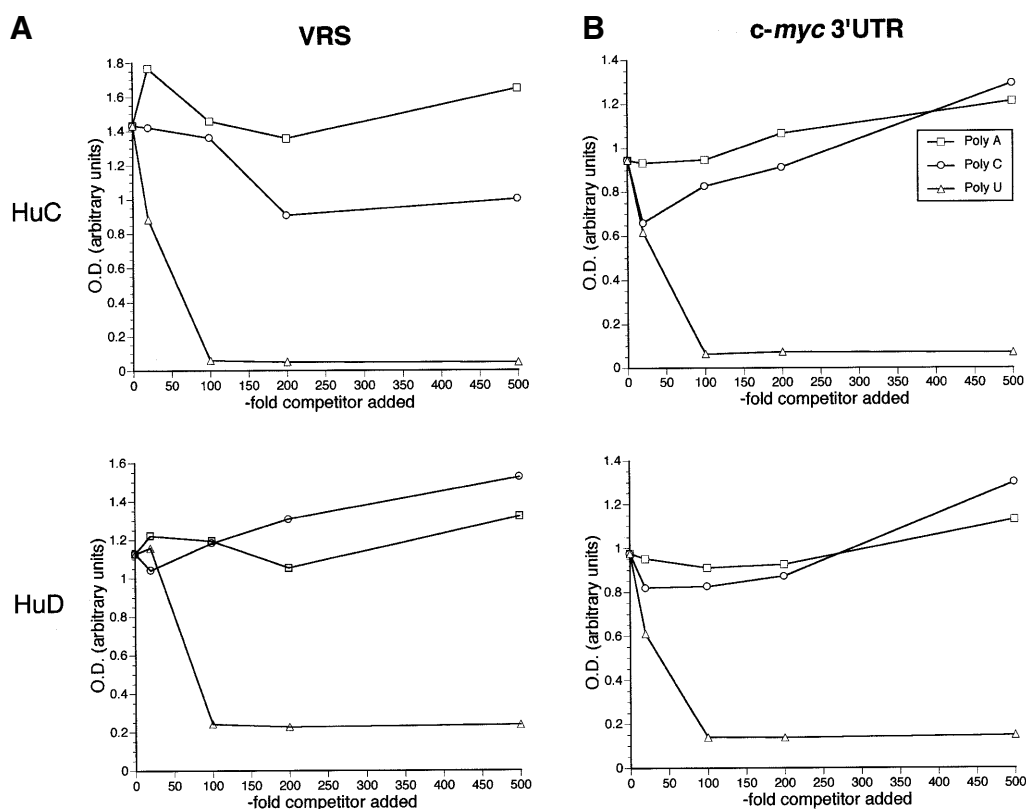 A
VRS
1.8
1.6
1.4
1.2
1
0.8
0.6
0.4
0.2
0
O.D. (arbitrary units)
HuC
0 50 100 150 200 250 300 350 400 450 500
-fold competitor added
B
c-myc 3'UTR
1.4
1.2
1
0.8
0.6
0.4
0.2
0
O.D. (arbitrary units)
Poly A
Poly C
Poly U
0 50 100 150 200 250 300 350 400 450 500
-fold competitor added
1.6
1.4
1.2
1
0.8
0.6
0.4
0.2
0
O.D. (arbitrary units)
HuD
0 50 100 150 200 250 300 350 400 450 500
-fold competitor added
1.4
1.2
1
0.8
0.6
0.4
0.2
0
O.D. (arbitrary units)
0 50 100 150 200 250 300 350 400 450 500
-fold competitor added